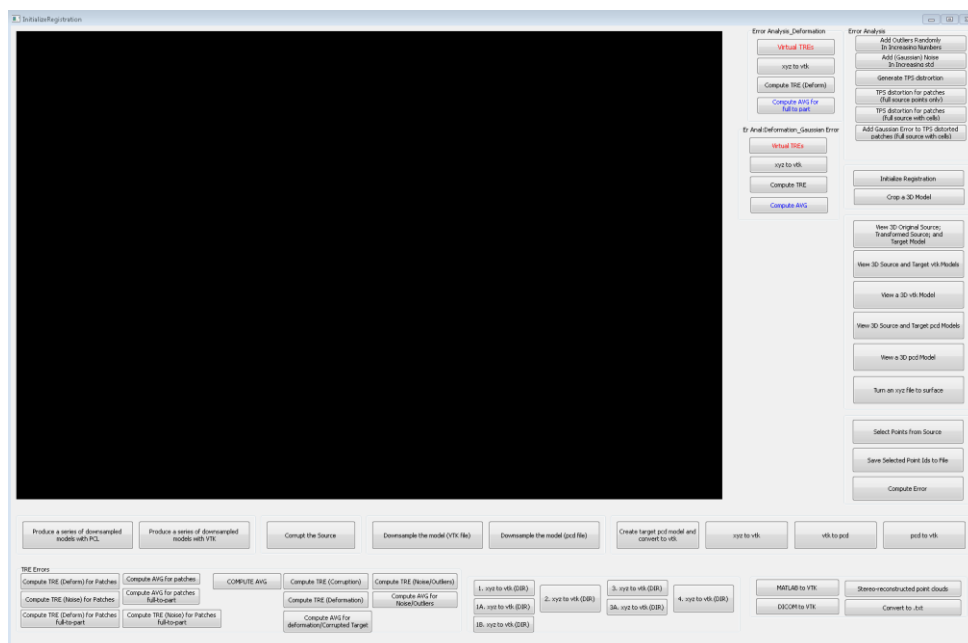 InitializeRegistration
Error Analysis_Deformation
Virtual TREs
xyz to vtk
Compute TRE (Deform)
Compute AVG for
full to part
Er Anal:Deformation_Gaussian Error
Virtual TREs
xyz to vtk
Compute TRE
Compute AVG
Error Analysis
Add Outliers Randomly
In Increasing Numbers
Add (Gaussian) Noise
In Increasing std
Generate TPS distrortion
TPS distortion for patches
(full source points only)
TPS distortion for patches
(full source with cells)
Add Gaussian Error to TPS distorted
patches (full source with cells)
Initialize Registration
Crop a 3D Model
View 3D Original Source;
Transformed Source; and
Target Model
View 3D Source and Target vtk Models
View a 3D vtk Model
View 3D Source and Target pcd Models
View a 3D pcd Model
Turn an xyz file to surface
Select Points from Source
Save Selected Point Ids to File
Compute Error
Produce a series of downsampled
models with PCL
Produce a series of downsampled
models with VTK
Corrupt the Source
Downsample the model (VTK file)
Downsample the model (pcd file)
Create target pcd model and
convert to vtk
xyz to vtk
vtk to pcd
pcd to vtk
TRE Errors
Compute TRE (Deform) for Patches
Compute TRE (Noise) for Patches
Compute TRE (Deform) for Patches
full-to-part
Compute AVG for patches
Compute AVG for patches
full-to-part
Compute TRE (Noise) for Patches
full-to-part
COMPUTE AVG
Compute TRE (Corruption)
Compute TRE (Deformation)
Compute AVG for
deformation/Corrupted Target
Compute TRE (Noise/Outliers)
Compute AVG for
Noise/Outliers
1. xyz to vtk (DIR)
1A. xyz to vtk (DIR)
1B. xyz to vtk (DIR)
2. xyz to vtk (DIR)
3. xyz to vtk (DIR)
3A. xyz to vtk (DIR)
4. xyz to vtk (DIR)
MATLAB to VTK
DICOM to VTK
Stereo-reconstructed point clouds
Convert to .txt